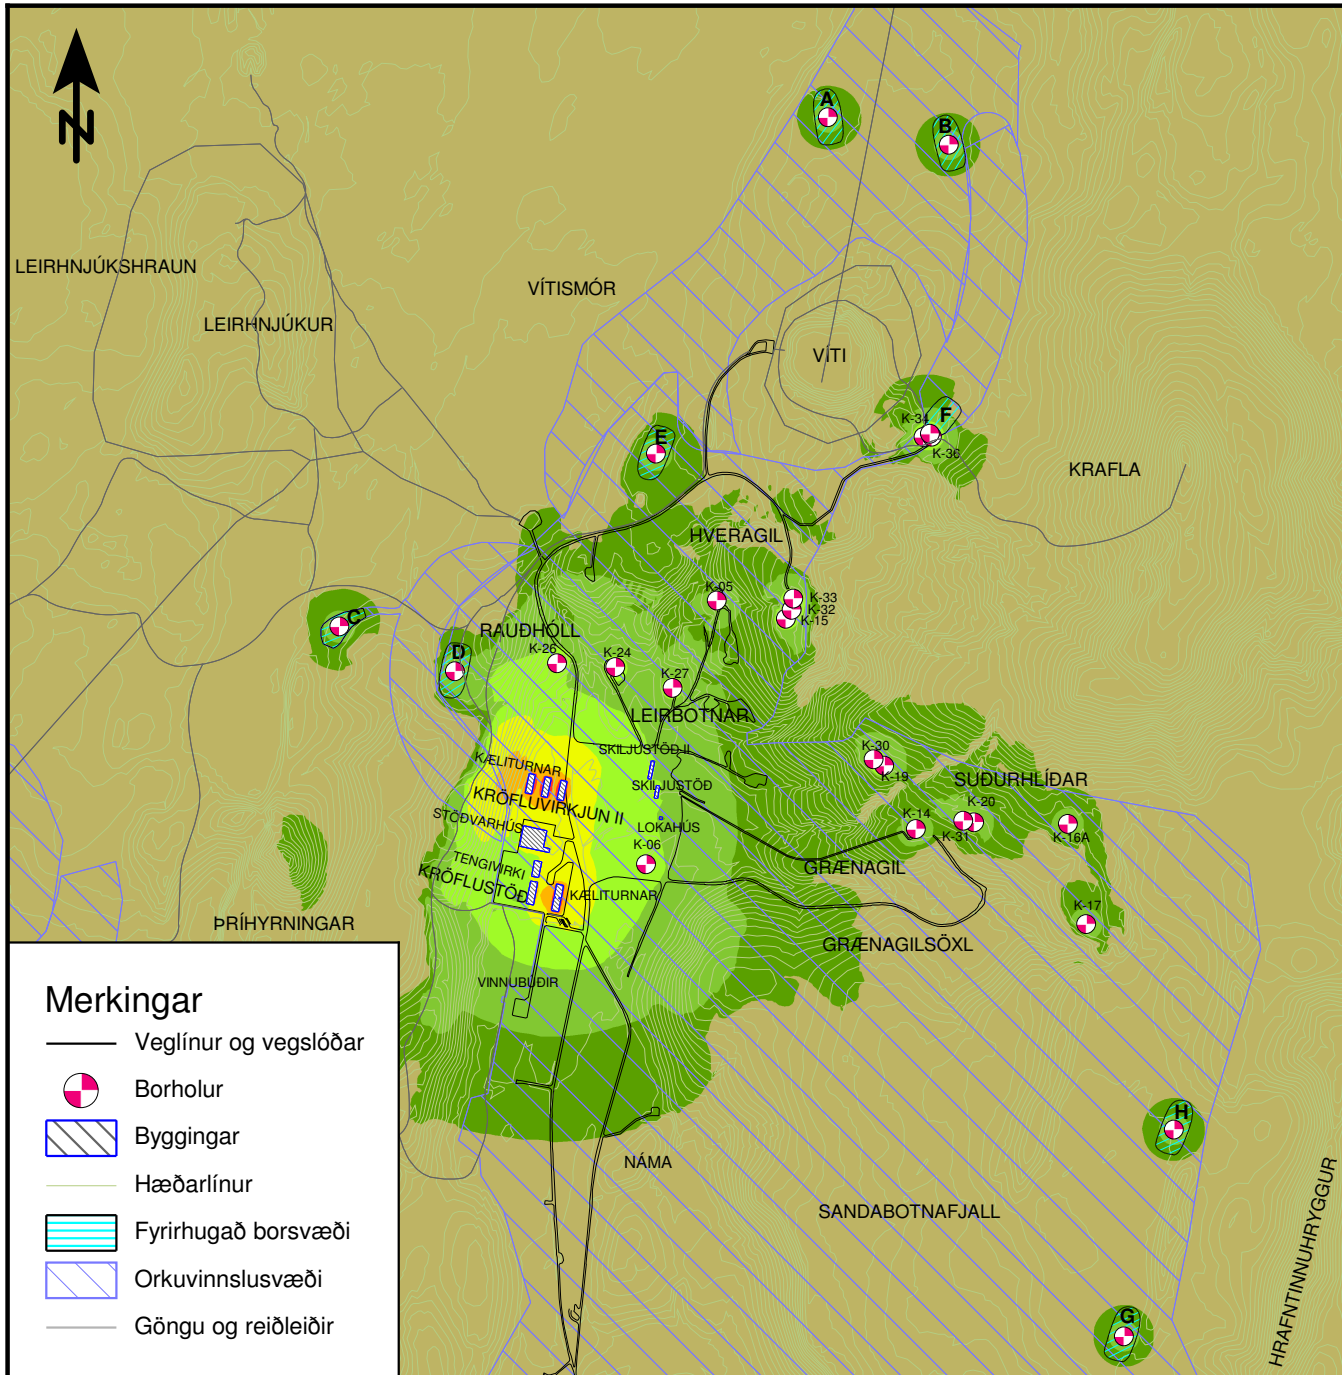 N
A
B
LEIRHNJÚKSHRAUN
VÍTISMÓR
LEIRHNJÚKUR
VÍTI
K-34
F
E
K-36
KRAFLA
HVERAGIL
K-05
K-33
K-32
K-15
C
RAUÐHÓLL
D
K-26
K-24
K-27
LEIRBOTNAR
SKILJUSTÖÐ II
K-30
KÆLITURNAR
K-19
SUÐURHLÍÐAR
SKILJUSTÖÐ
KRÖFLUVIRKJUN II
STÖÐVARHÚS
K-20
K-14
LOKAHÚS
K-31
K-16A
K-06
TENGIVIRKI
GRÆNAGIL
KRÖFLUSTÖÐ
KÆLITURNAR
K-17
ÞRÍHYRNINGAR
GRÆNAGILSÖXL
VINNUBÚÐIR
Merkingar
Veglínur og vegslóðar
Borholur
Byggingar
Hæðarlínur
Fyrirhugað borsvæði
Orkuvinnslusvæði
Göngu og reiðleiðir
H
NÁMA
SANDABOTNAFJALL
HRAFNTINNUHRYGGUR
G